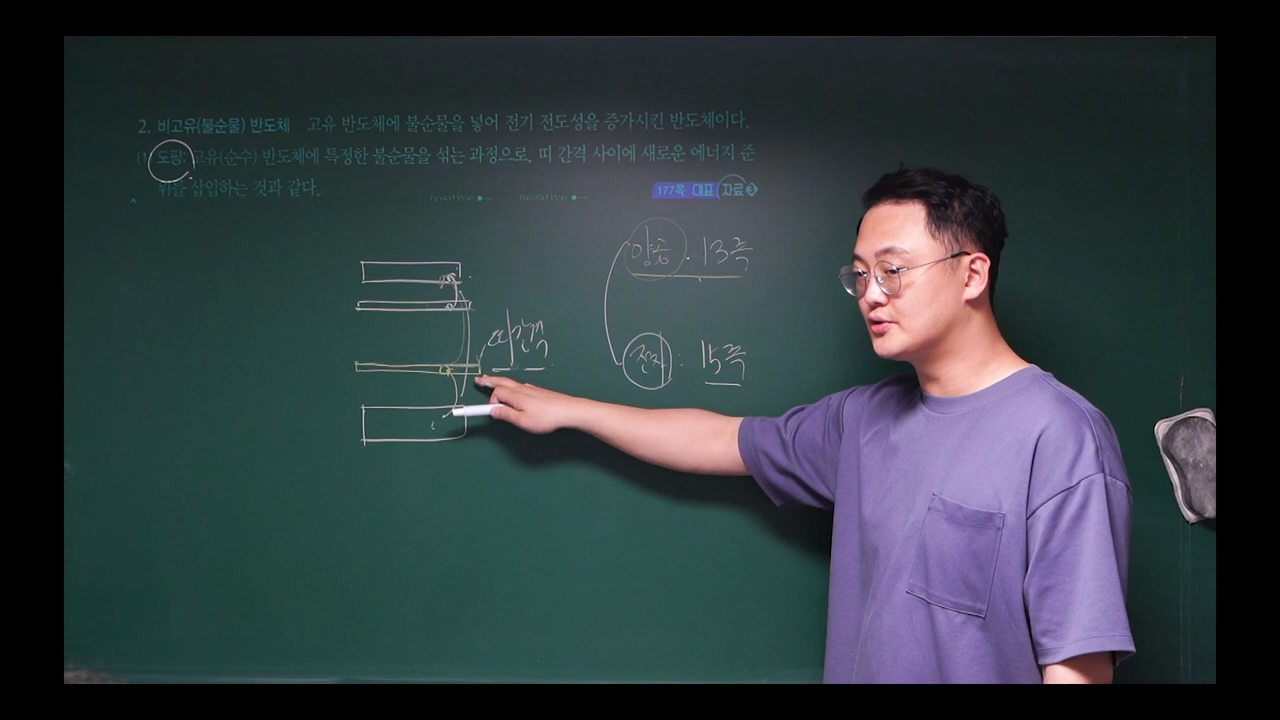 2. 비고유(불순물) 반도체 고유 반도체에 불순물을 넣어 전기 전도성을 증가시킨 반도체이다.
(1) 도핑: 고유(순수) 반도체에 특정한 불순물을 섞는 과정으로, 띠 간격 사이에 새로운 에너지 준
위를 삽입하는 것과 같다.
positive negative 177쪽 대표 자료 3
양공 . 13족
띠간격
전자 : 15족